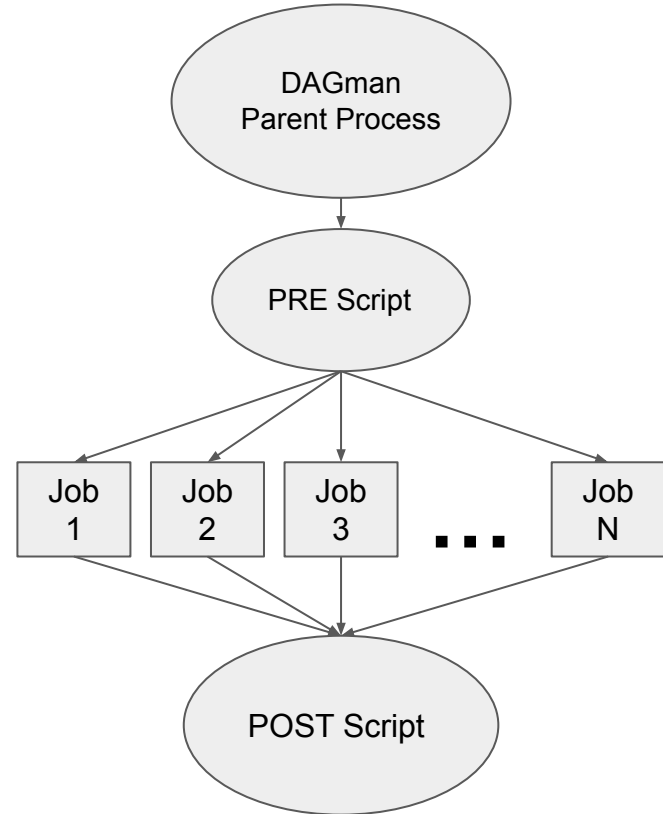 DAGman
Parent Process
PRE Script
Job
1
Job
2
Job
3
...
Job
N
POST Script